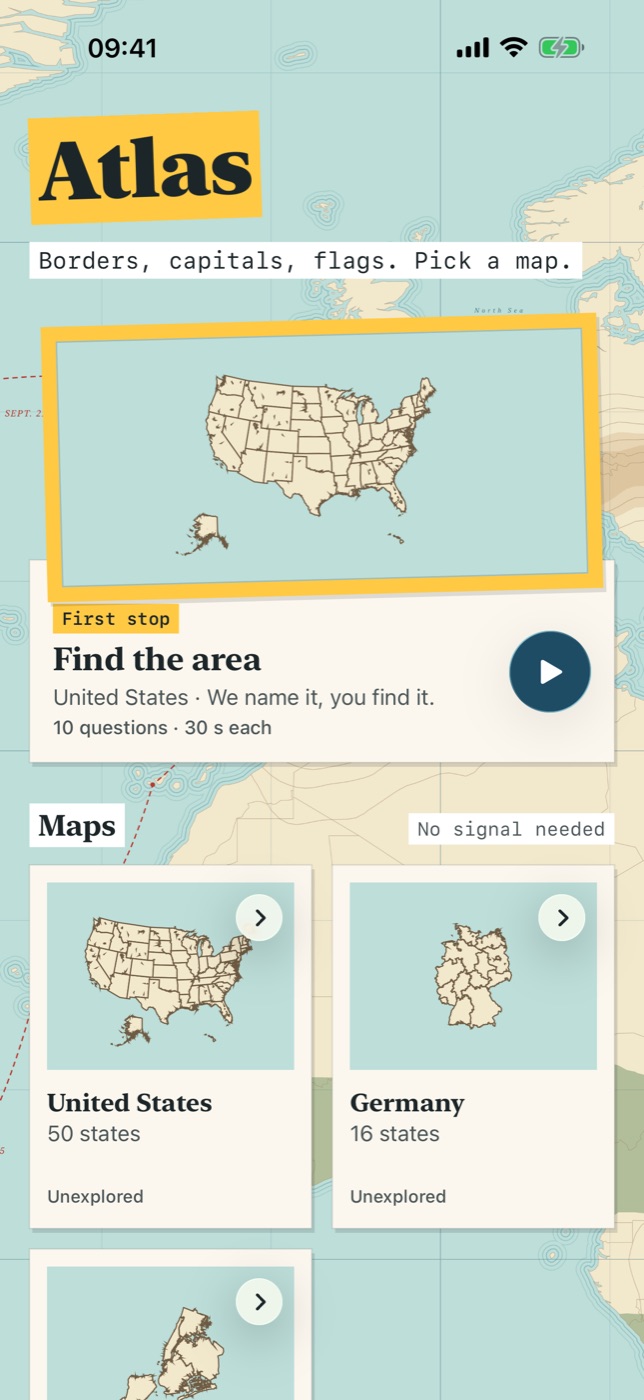 09:41
Atlas
Borders, capitals, flags. Pick a map.
North Sea
SEPT. 2
First stop
Find the area
United States · We name it, you find it.
10 questions · 30 s each
Maps
No signal needed
United States
50 states
Unexplored
Germany
16 states
Unexplored
5